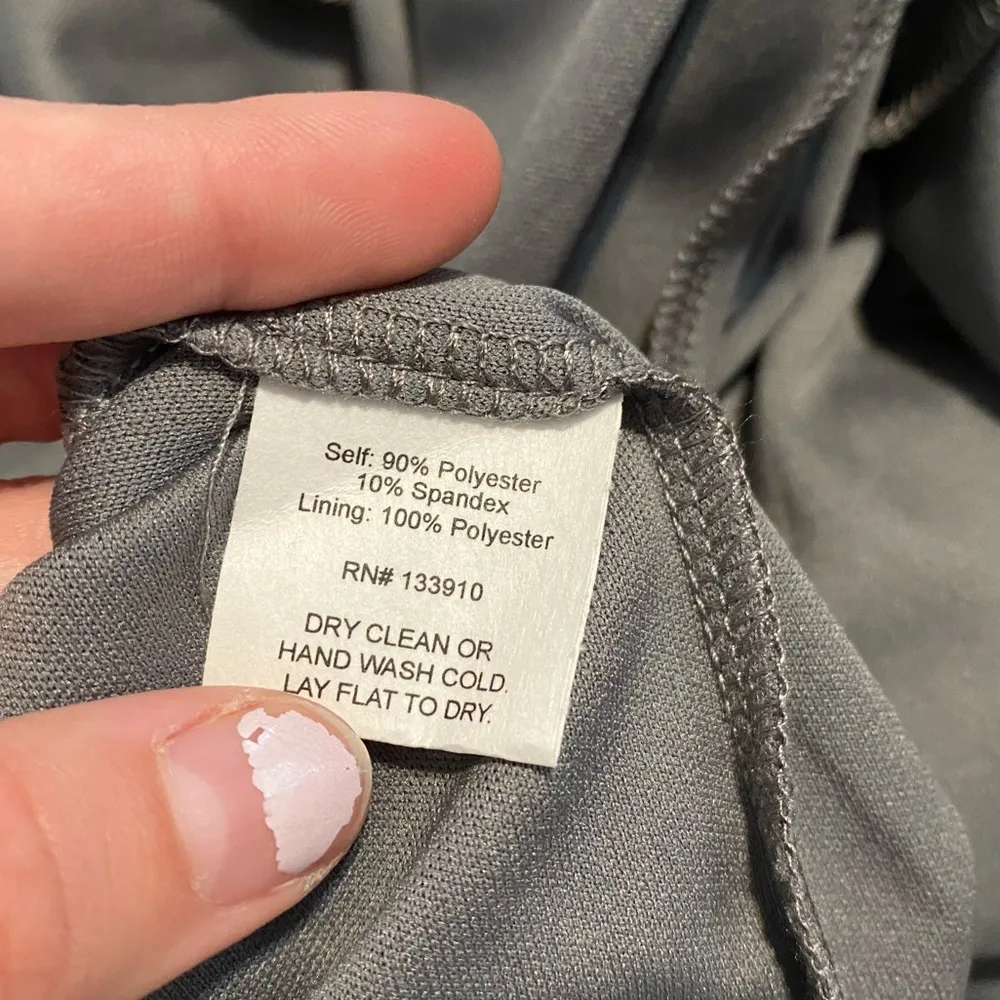 Self: 90% Polyester
10% Spandex
Lining: 100% Polyester
RN# 133910
DRY CLEAN OR
HAND WASH COLD.
LAY FLAT TO DRY.